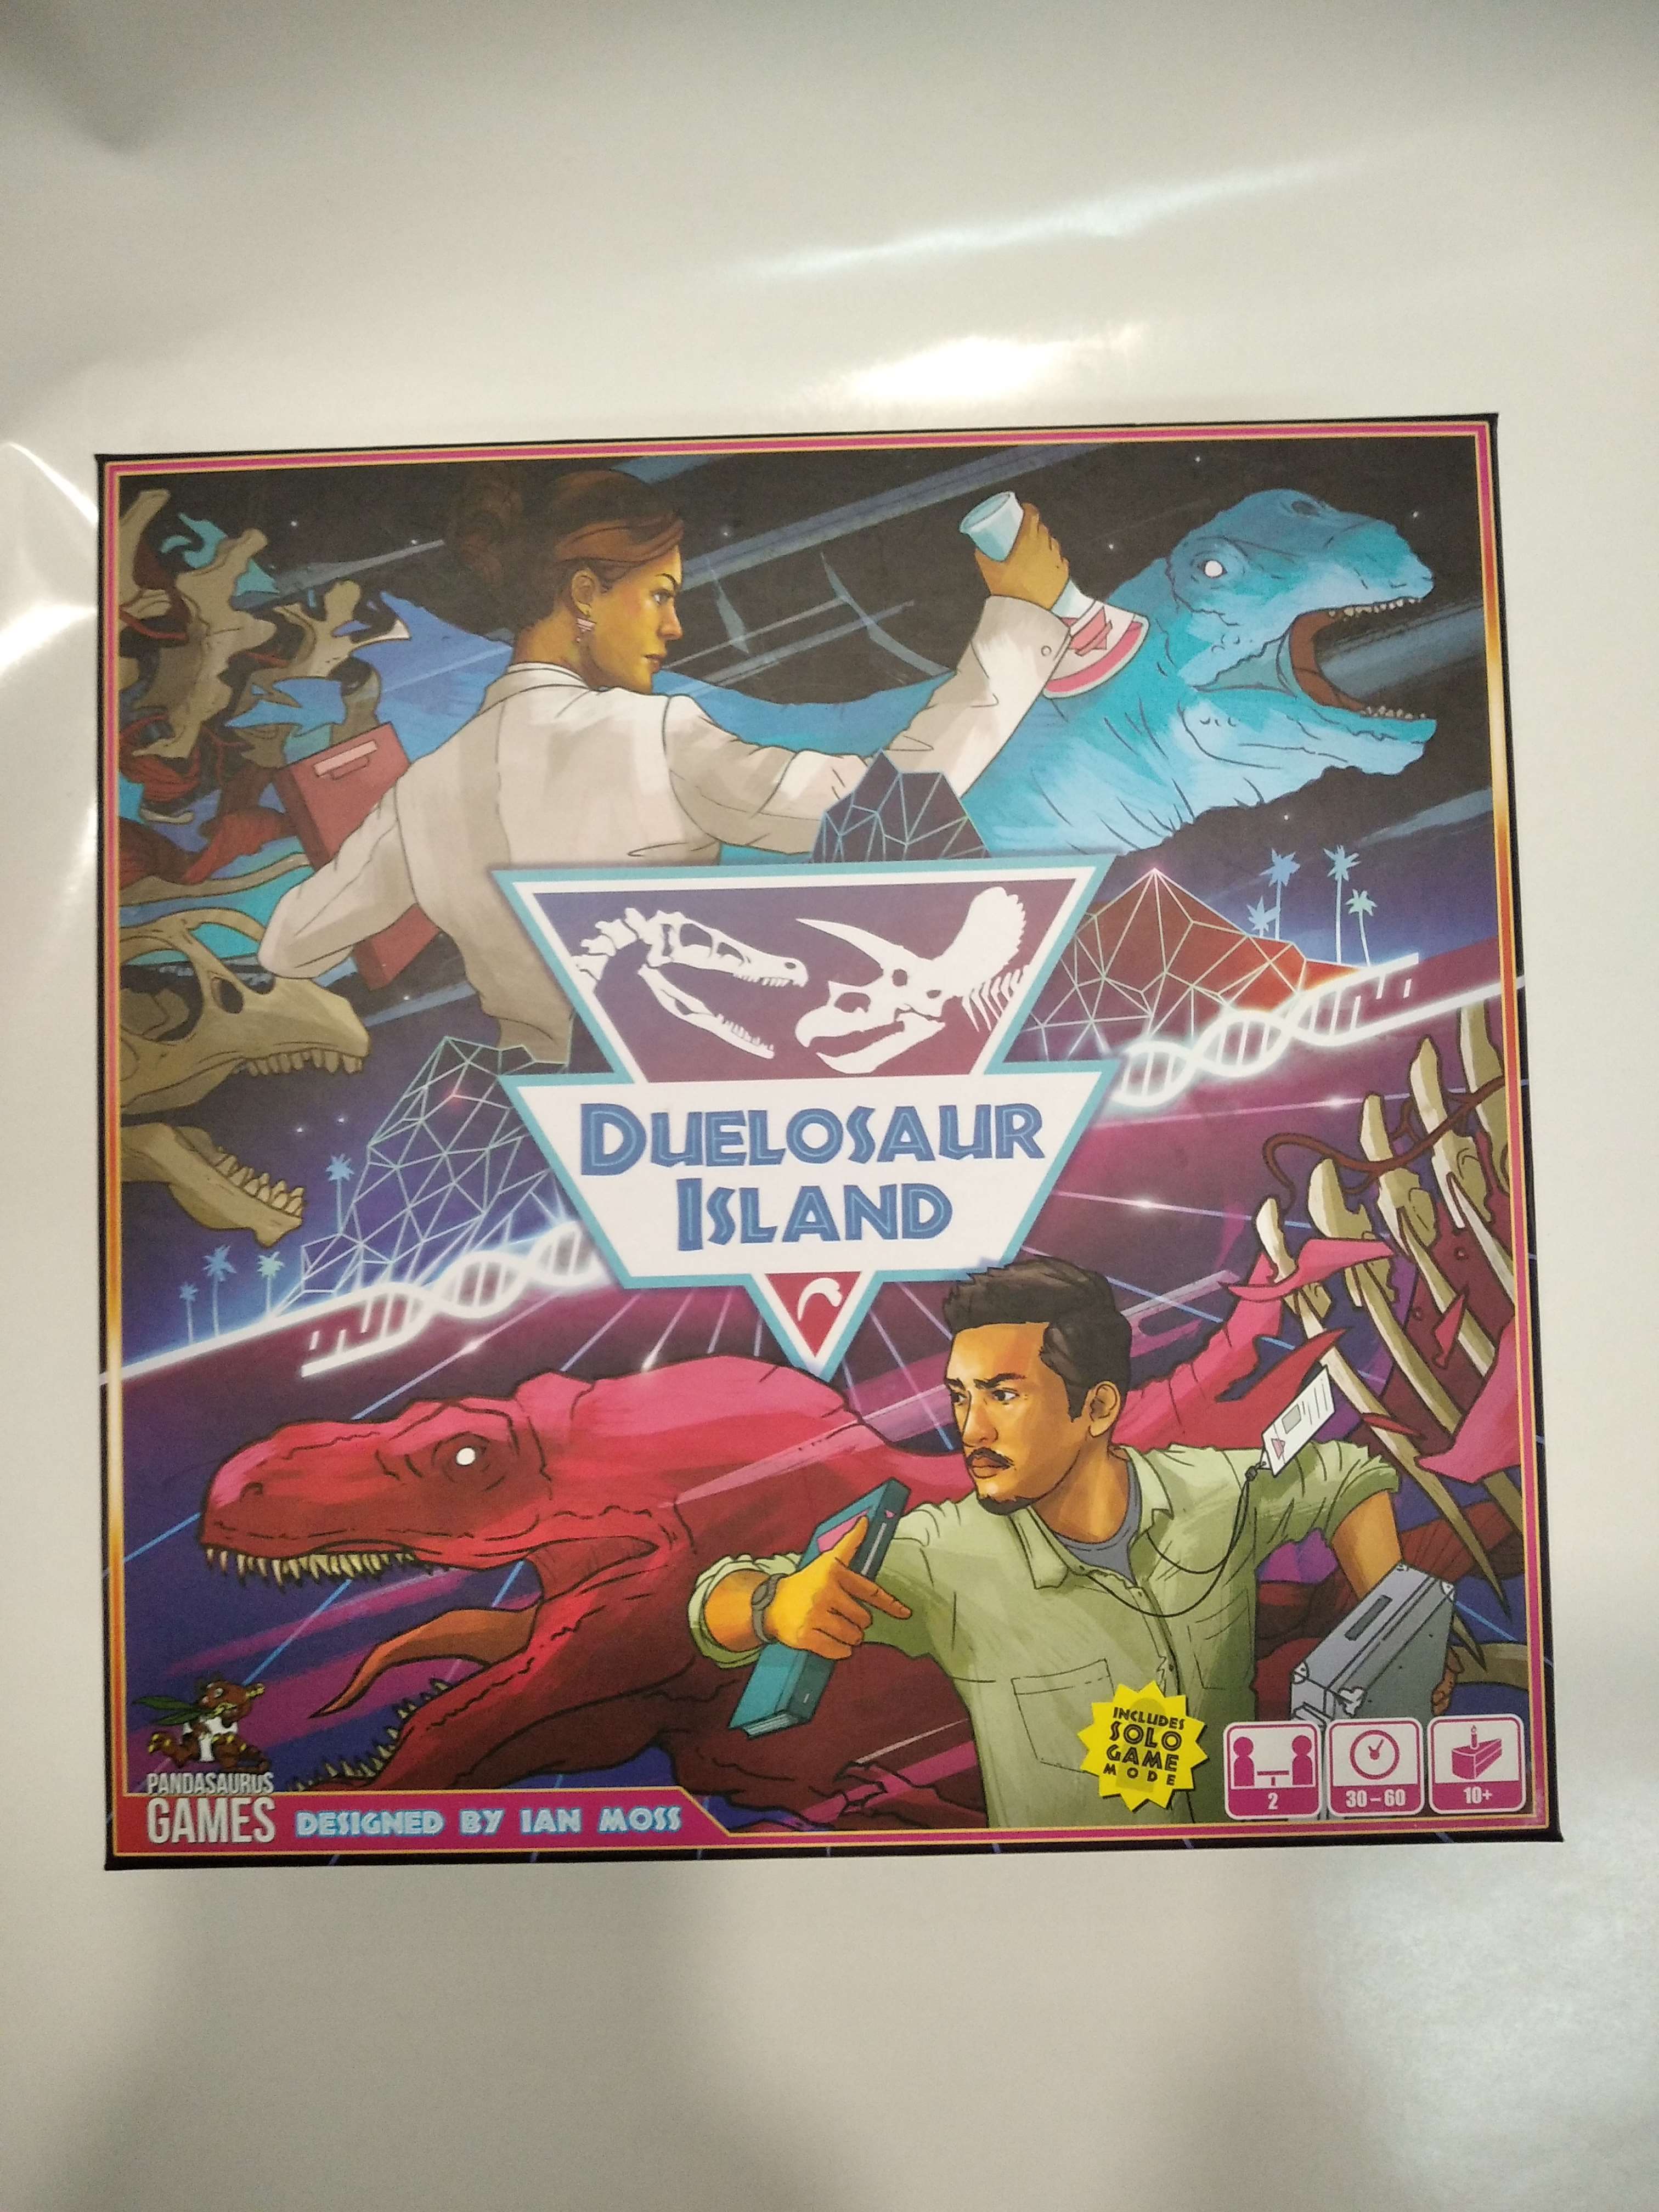 DUELOSAUR
ISLAND
INCLUDES
SOLO
GAME
MODE
PANDASAURUS
GAMES
DESIGNED BY IAN MOSS
2
30-60
10+